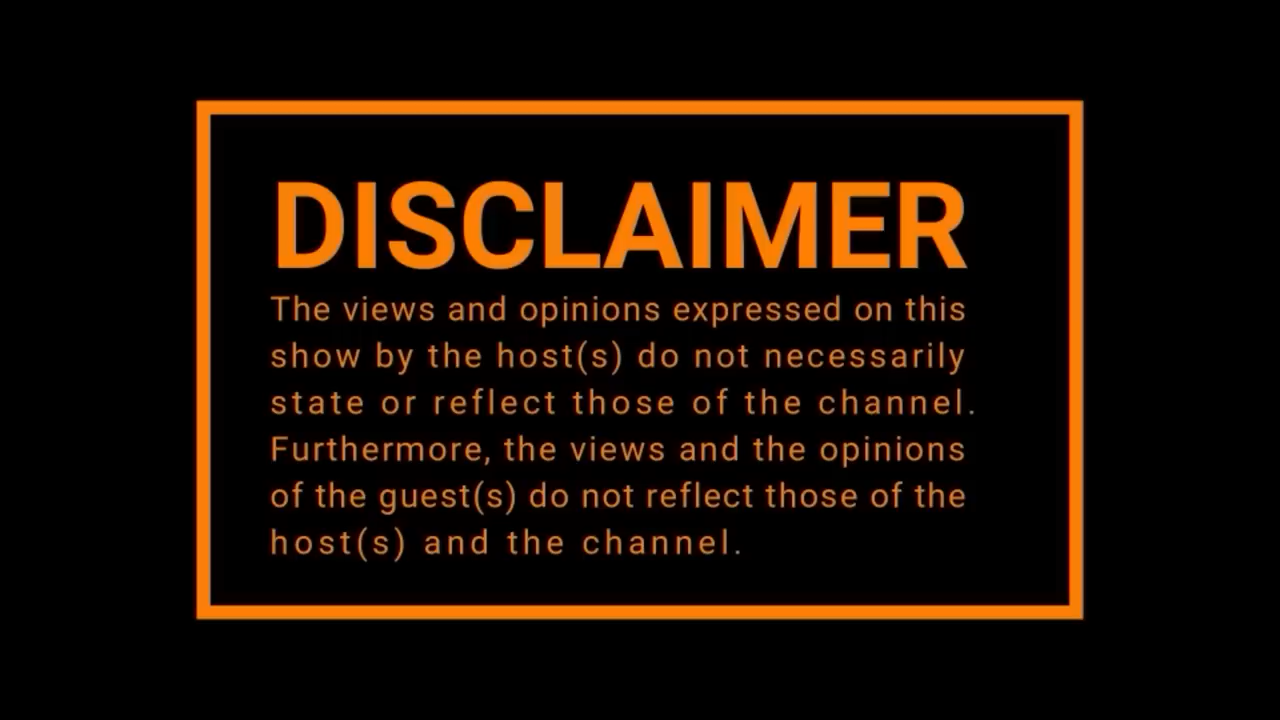 DISCLAIMER
The views and opinions expressed on this
show by the host(s) do not necessarily
state or reflect those of the channel.
Furthermore, the views and the opinions
of the guest(s) do not reflect those of the
host(s) and the channel.